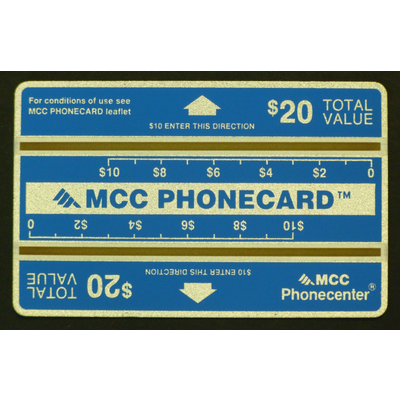 For conditions of use see
MCC PHONECARD leaflet
$10 ENTER THIS DIRECTION
$20 TOTAL
VALUE
$10 $8 $6 $4 $2 0
MCC PHONECARD™
0 $2 $4 $6 $8 $10
$10 ENTER THIS DIRECTION
$20 TOTAL
VALUE
MCC
Phonecenter®